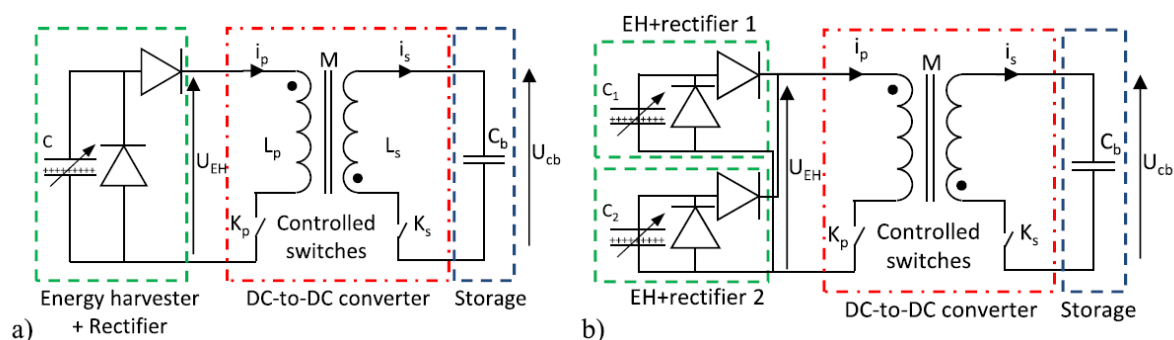 a)
C
U_EH
i_p
M
i_s
L_p
L_s
C_b
U_cb
K_p
K_s
Controlled
switches
Energy harvester
+ Rectifier
DC-to-DC converter
Storage
b)
EH+rectifier 1
C_1
C_2
EH+rectifier 2
U_EH
i_p
M
i_s
C_b
U_cb
K_p
K_s
Controlled
switches
DC-to-DC converter
Storage